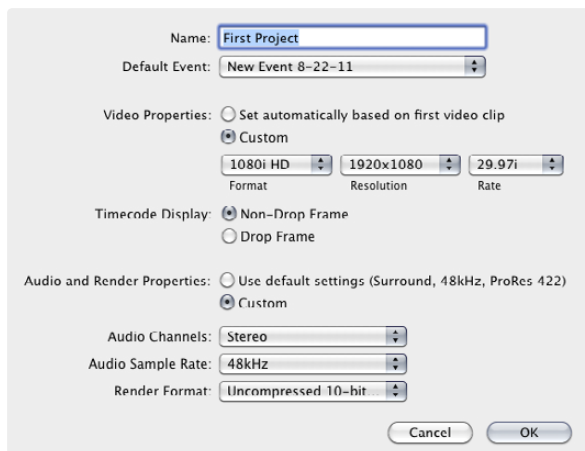 Name: First Project
Default Event: New Event 8-22-11
Video Properties: Set automatically based on first video clip
Custom
1080i HD 1920x1080 29.97i
Format Resolution Rate
Timecode Display: Non-Drop Frame
Drop Frame
Audio and Render Properties: Use default settings (Surround, 48kHz, ProRes 422)
Custom
Audio Channels: Stereo
Audio Sample Rate: 48kHz
Render Format: Uncompressed 10-bit...
Cancel OK